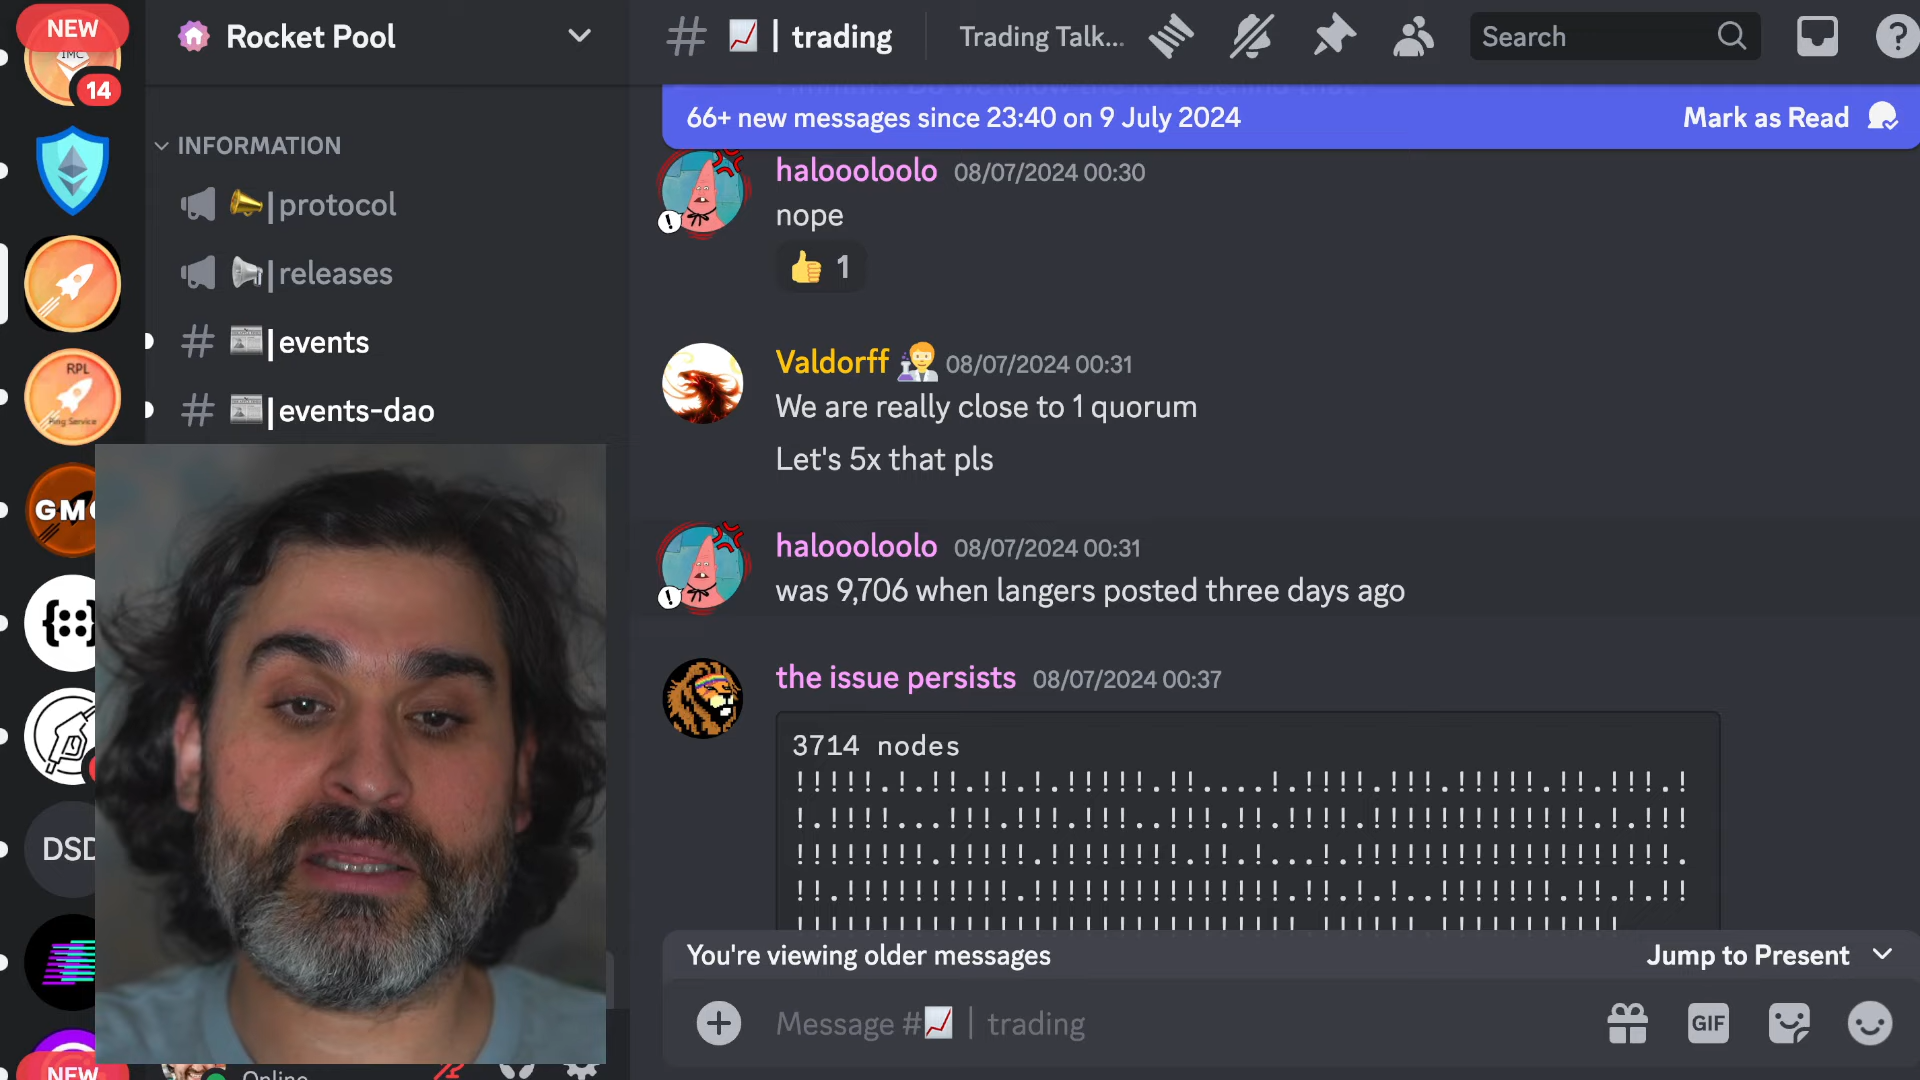 NEW
IMC
14
RPL
Ping Service
GM
DSD
NEW
Rocket Pool
INFORMATION
|protocol
|releases
|events
|events-dao
Online
| trading
Trading Talk...
Search
66+ new messages since 23:40 on 9 July 2024
Mark as Read
haloooloolo 08/07/2024 00:30
nope
1
Valdorff 08/07/2024 00:31
We are really close to 1 quorum
Let's 5x that pls
haloooloolo 08/07/2024 00:31
was 9,706 when langers posted three days ago
the issue persists 08/07/2024 00:37
3714 nodes
!!!!!.!.!!.!!.!.!.!!!!!.!!....!.!!!!.!!!.!!!!!.!!.!!!.!
!.!!!!...!!!.!!!.!!!..!!!.!!.!!!!.!!!!!!!!!!!!!.!.!!!
!!!!!!!!.!!!!!.!!!!!!!!.!!.!...!.!!!!!!!!!!!!!!!!!!!.
!!.!!!!!!!!!!.!!!!!!!!!!!!!!!.!!.!.!..!!!!!!!.!!.!.!!
You're viewing older messages
Jump to Present
Message # | trading
GIF